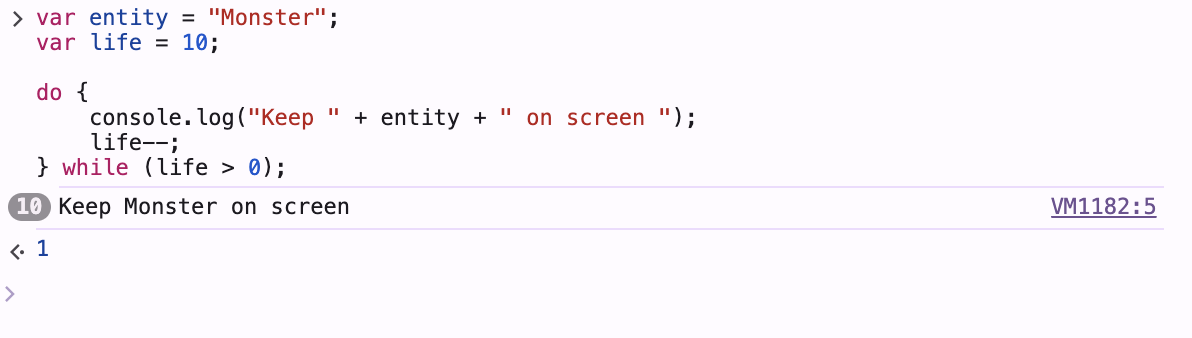 > var entity = "Monster";
var life = 10;
do {
    console.log("Keep " + entity + " on screen ");
    life--;
} while (life > 0);
10 Keep Monster on screen VM1182:5
1